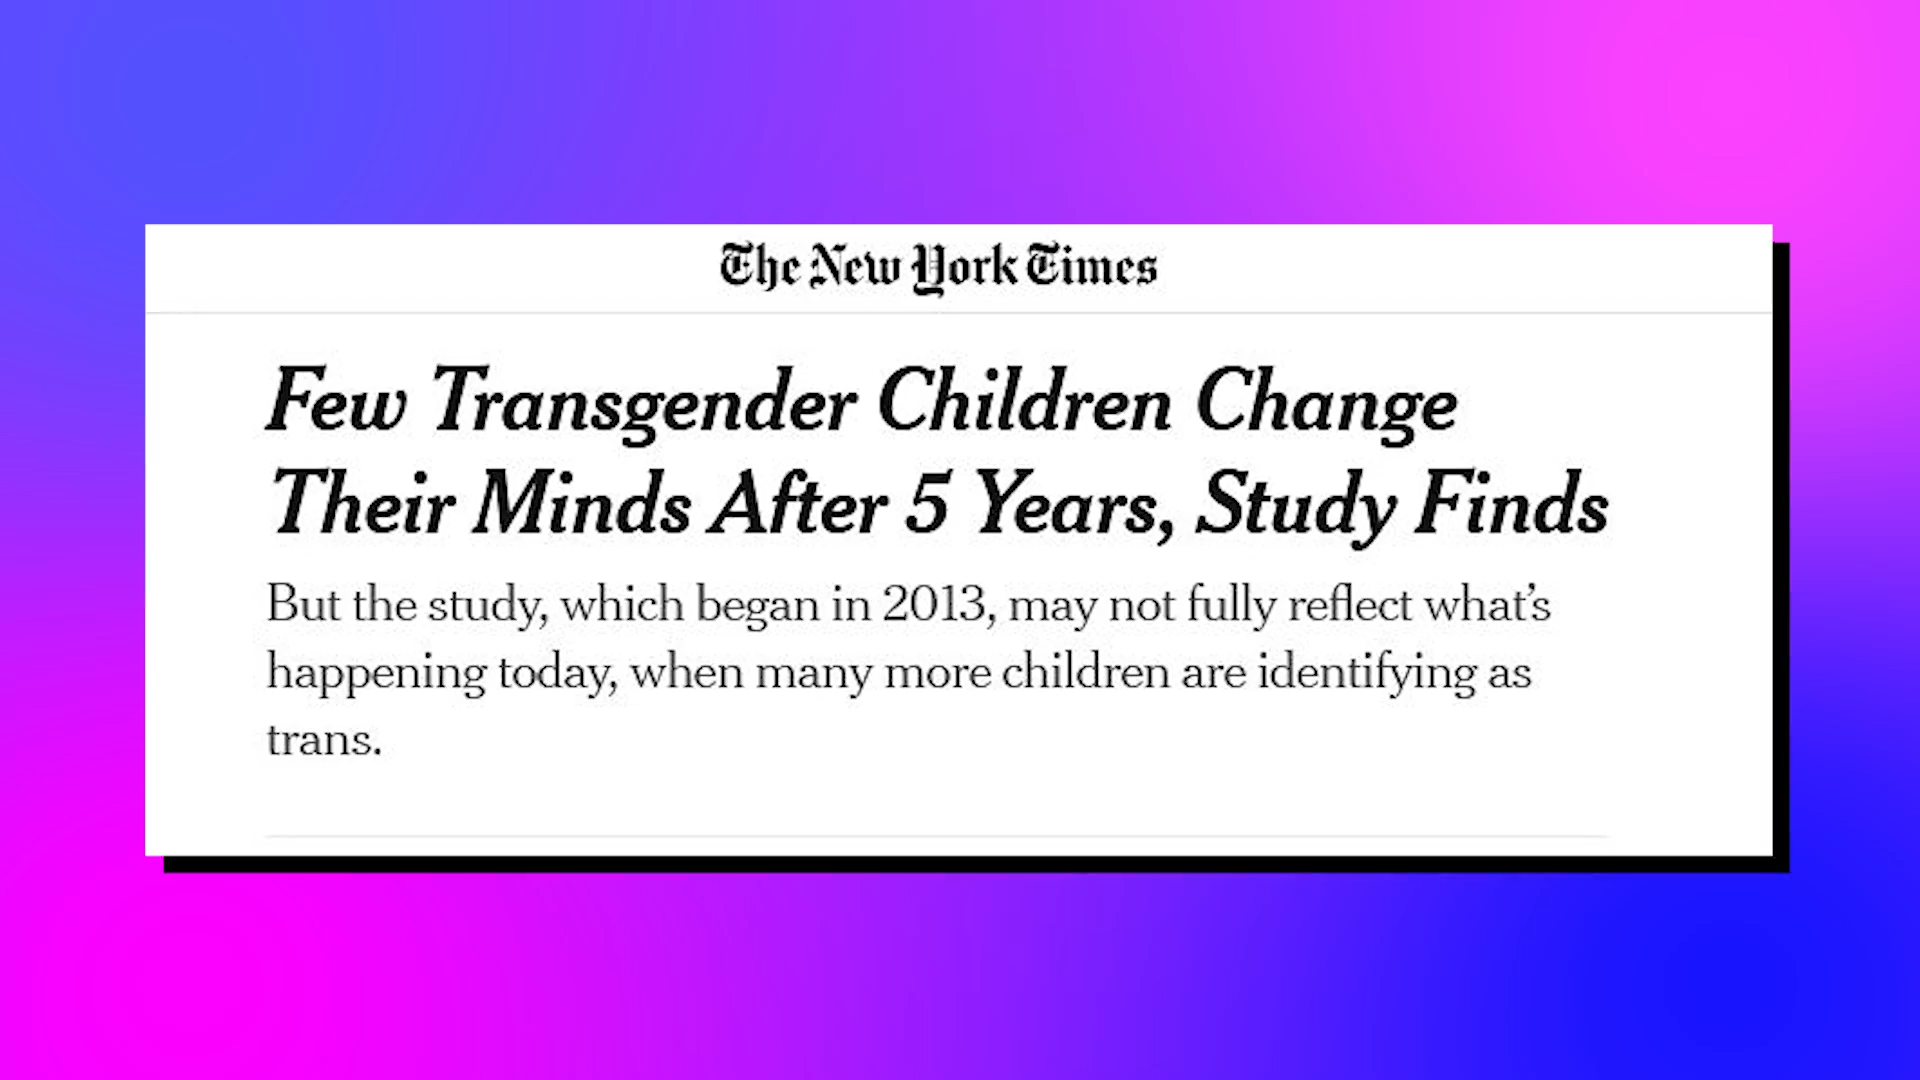 The New York Times
Few Transgender Children Change
Their Minds After 5 Years, Study Finds
But the study, which began in 2013, may not fully reflect what’s
happening today, when many more children are identifying as
trans.